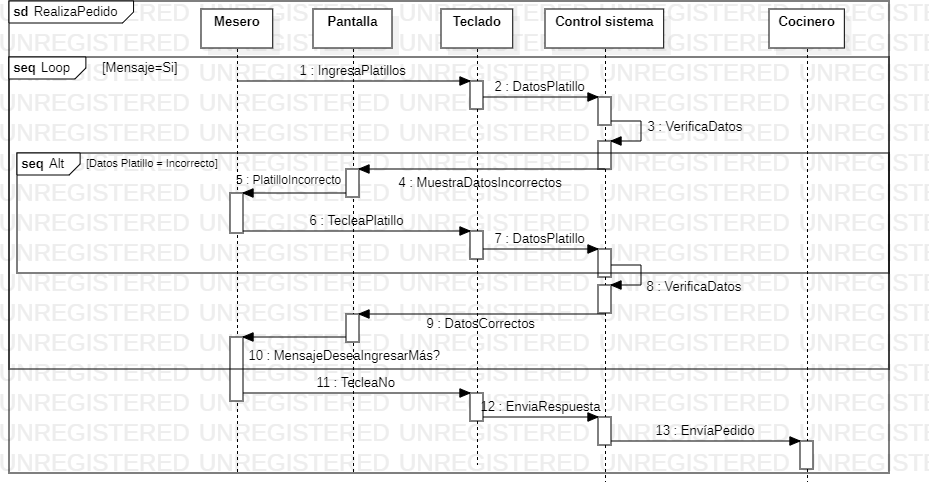 sd RealizaPedido
Mesero
Pantalla
Teclado
Control sistema
Cocinero
seq Loop
[Mensaje=Si]
1 : IngresaPlatillos
2 : DatosPlatillo
3 : VerificaDatos
seq Alt
[Datos Platillo = Incorrecto]
4 : MuestraDatosIncorrectos
5 : PlatilloIncorrecto
6 : TecleaPlatillo
7 : DatosPlatillo
8 : VerificaDatos
9 : DatosCorrectos
10 : MensajeDeseaIngresarMás?
11 : TecleaNo
12 : EnviaRespuesta
13 : EnvíaPedido
UNREGISTERED